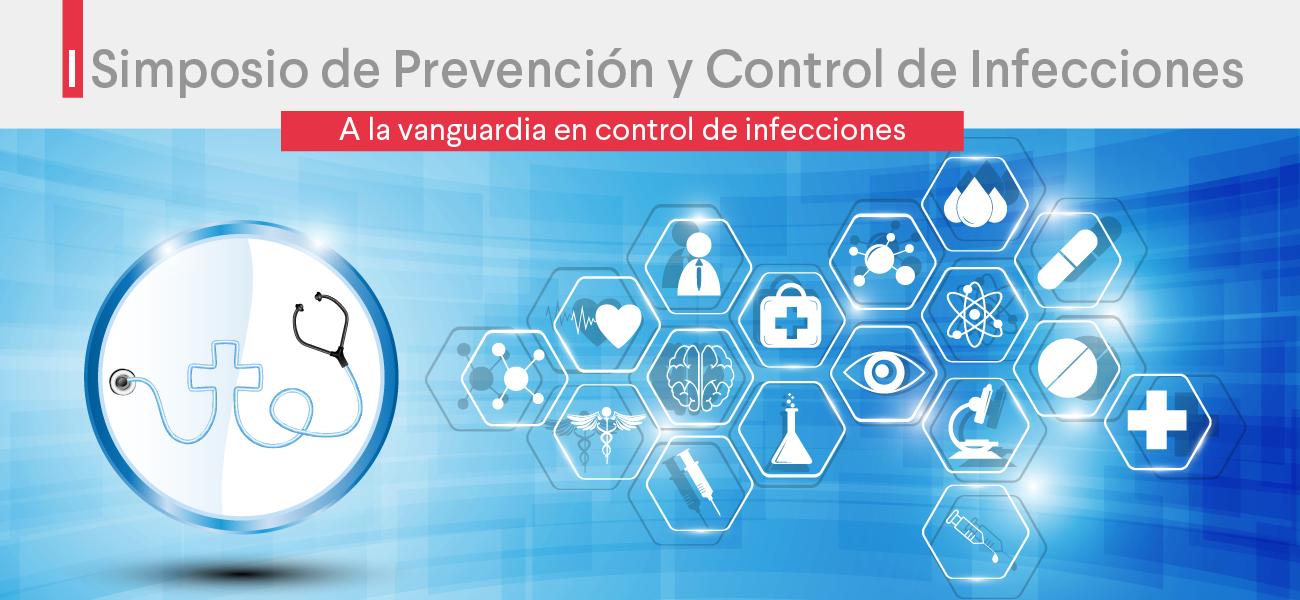 I Simposio de Prevención y Control de Infecciones
A la vanguardia en control de infecciones